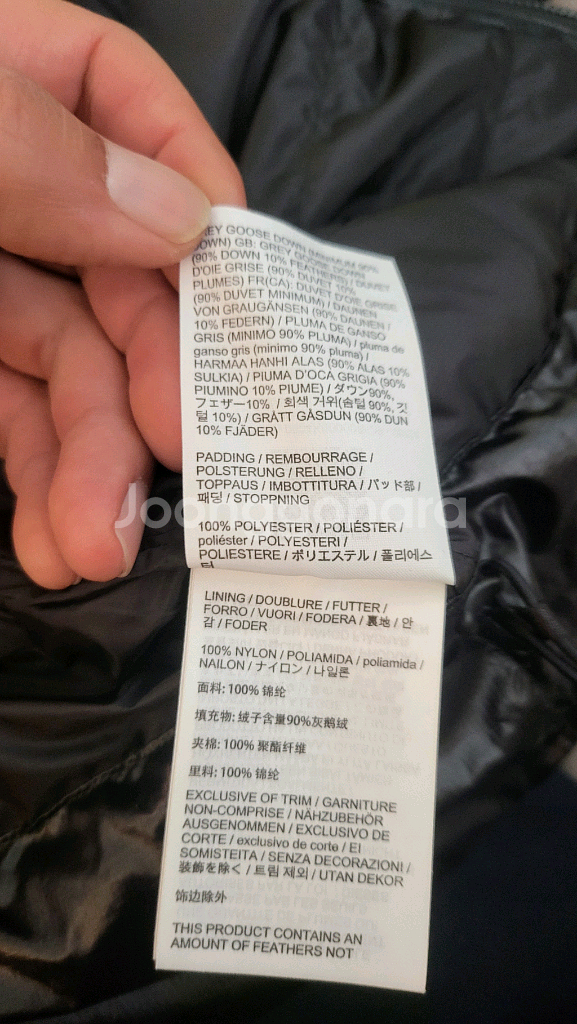 GREY GOOSE DOWN (MINIMUM 90%
DOWN) GB: GREY GOOSE DOWN
(90% DOWN 10% FEATHERS) / DUVET
D'OIE GRISE (90% DUVET 10%
PLUMES) FR(CA): DUVET D'OIE GRISE
(90% DUVET MINIMUM) / DAUNEN
VON GRAUGÄNSEN (90% DAUNEN /
10% FEDERN) / PLUMA DE GANSO
GRIS (MINIMO 90% PLUMA) / pluma de
ganso gris (minimo 90% pluma) /
HARMAA HANHI ALAS (90% ALAS 10%
SULKIA) / PIUMA D'OCA GRIGIA (90%
PIUMINO 10% PIUME) / ダウン90%,
フェザー10% / 회색 거위(솜털 90%, 깃
털 10%) / GRÅTT GÅSDUN (90% DUN
10% FJÄDER)
PADDING / REMBOURRAGE /
POLSTERUNG / RELLENO /
TOPPAUS / IMBOTTITURA / パッド部 /
패딩 / STOPPNING
Joongonara
100% POLYESTER / POLIÉSTER /
poliéster / POLYESTERI /
POLIESTERE / ポリエステル / 폴리에스
터
LINING / DOUBLURE / FUTTER /
FORRO / VUORI / FODERA / 裏地 / 안
감 / FODER
100% NYLON / POLIAMIDA / poliamida /
NAILON / ナイロン / 나일론
面料: 100% 锦纶
填充物: 绒子含量90%灰鹅绒
夹棉: 100% 聚酯纤维
里料: 100% 锦纶
EXCLUSIVE OF TRIM / GARNITURE
NON-COMPRISE / NÄHZUBEHÖR
AUSGENOMMEN / EXCLUSIVO DE
CORTE / exclusivo de corte / EI
SOMISTEITA / SENZA DECORAZIONI /
装飾を除く / 트림 제외 / UTAN DEKOR
饰边除外
THIS PRODUCT CONTAINS AN
AMOUNT OF FEATHERS NOT